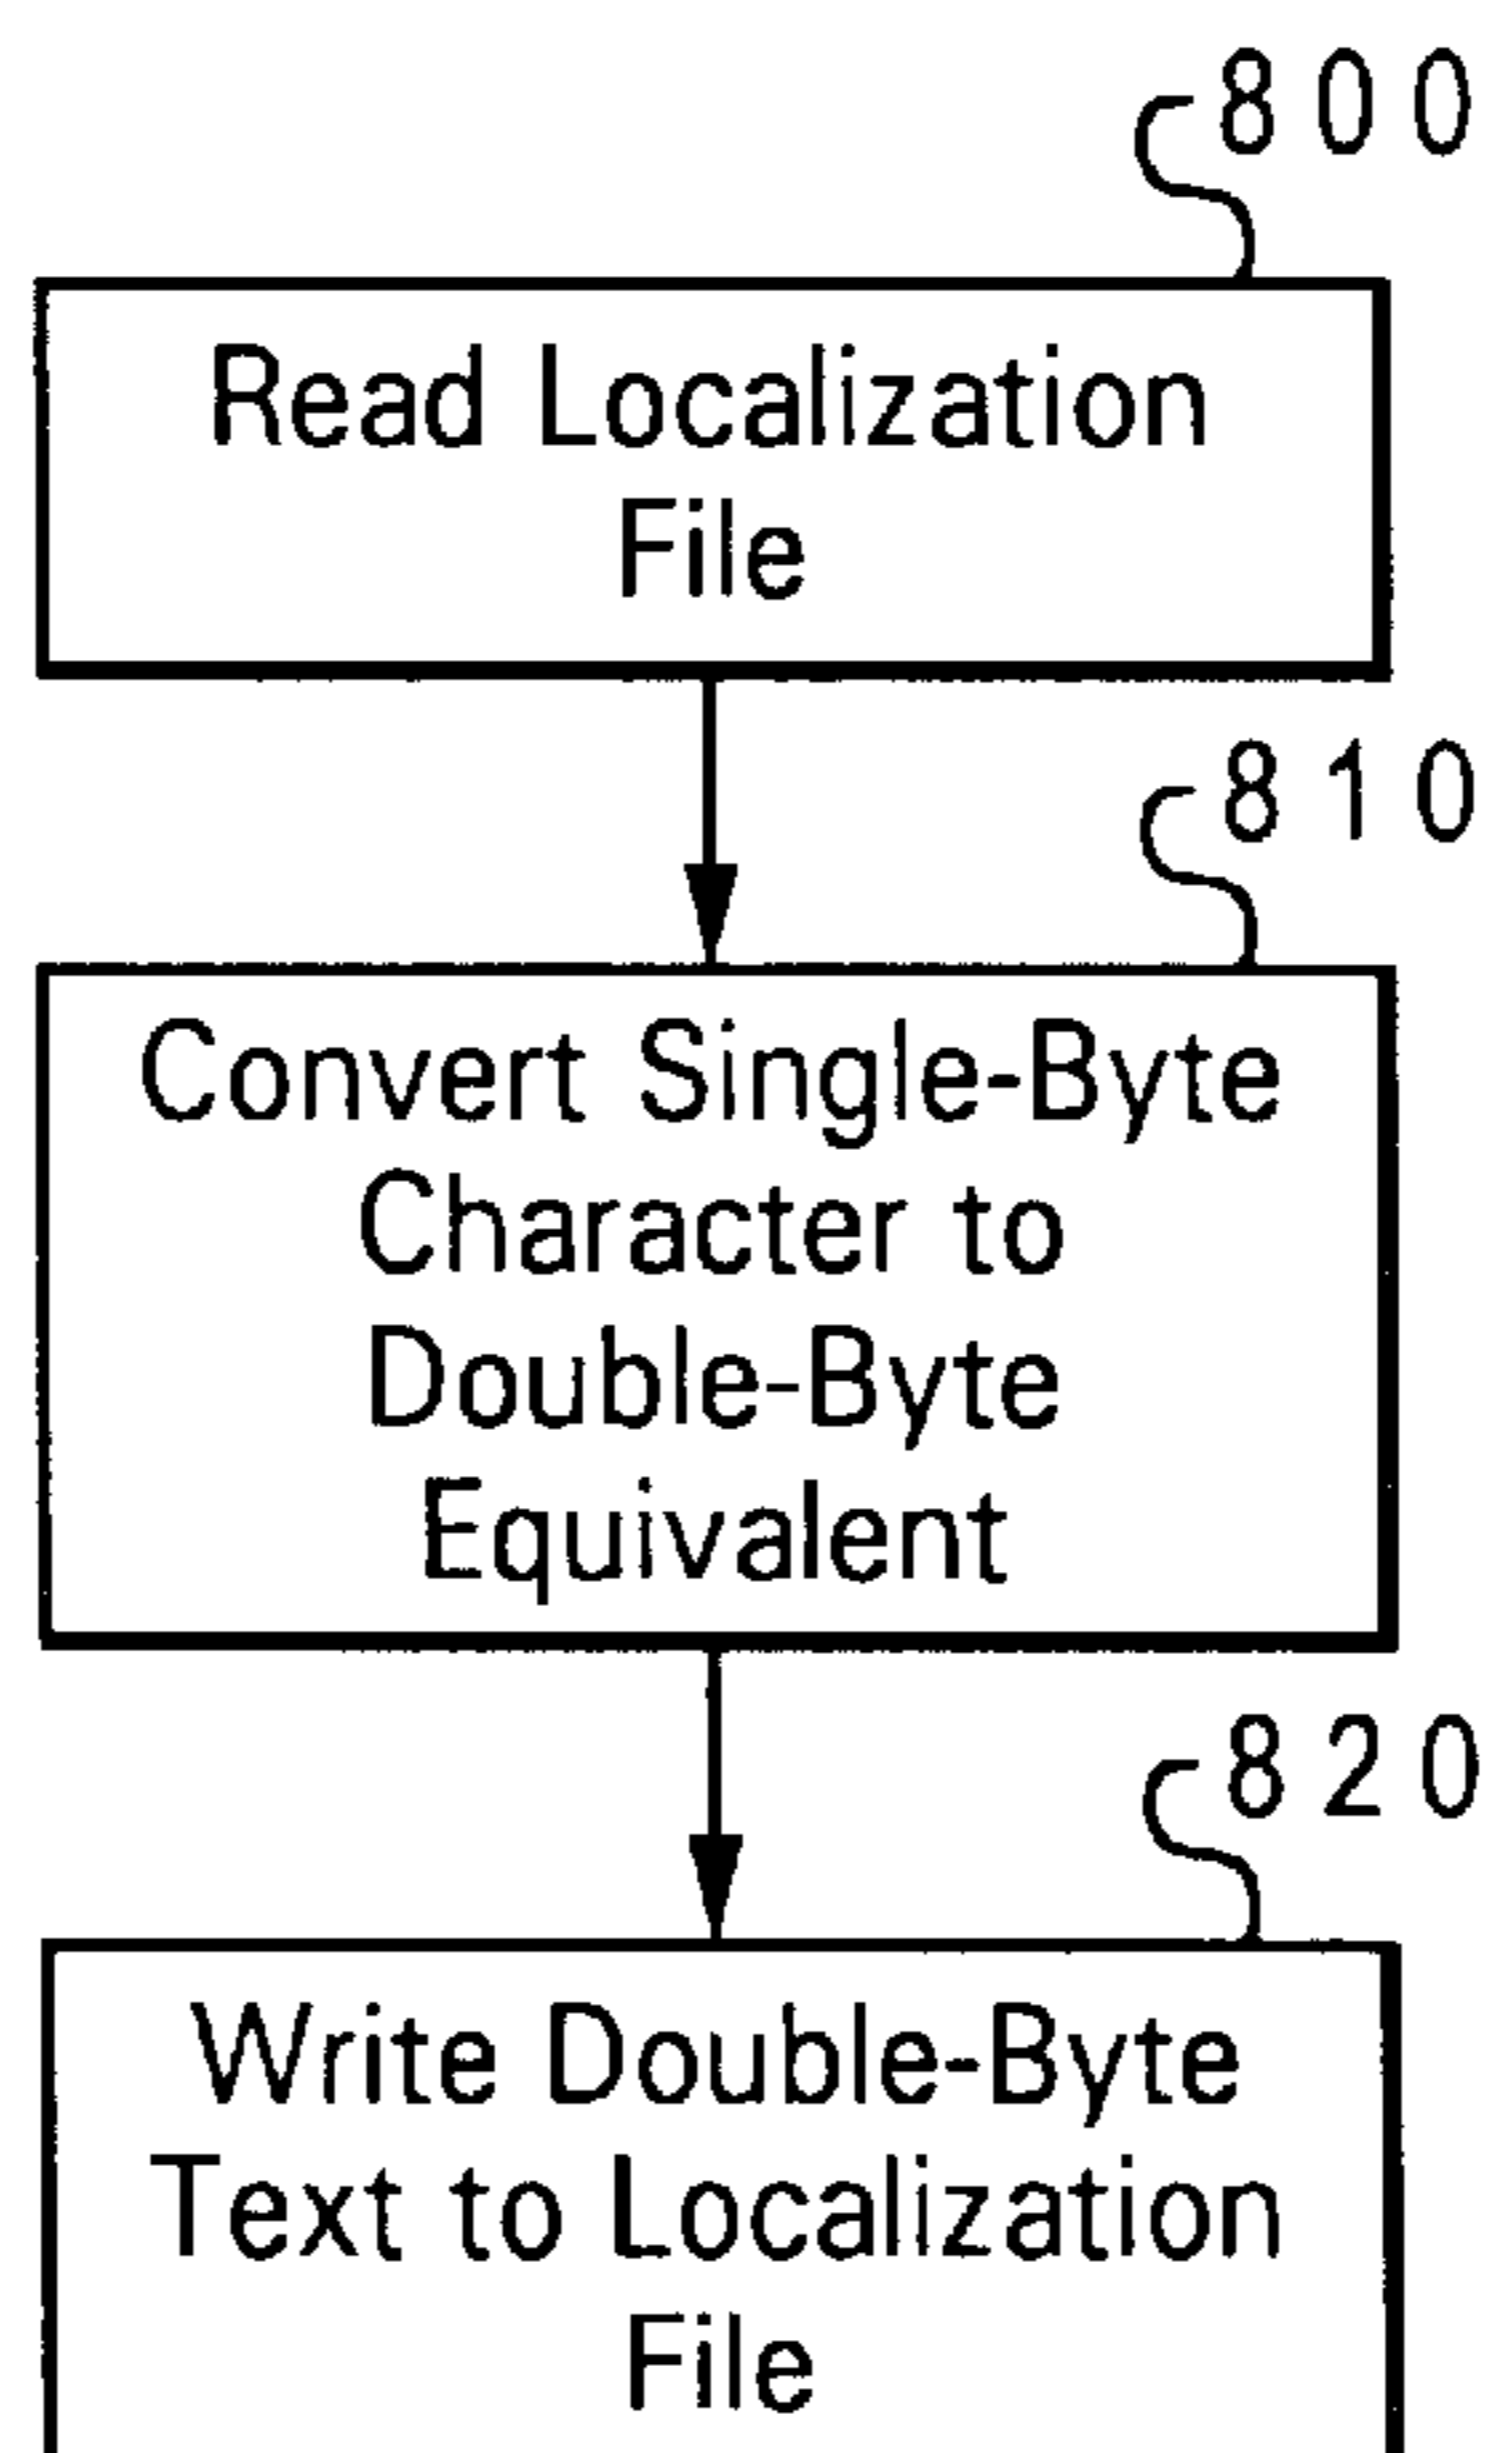 800
Read Localization
File
810
Convert Single-Byte
Character to
Double-Byte
Equivalent
820
Write Double-Byte
Text to Localization
File